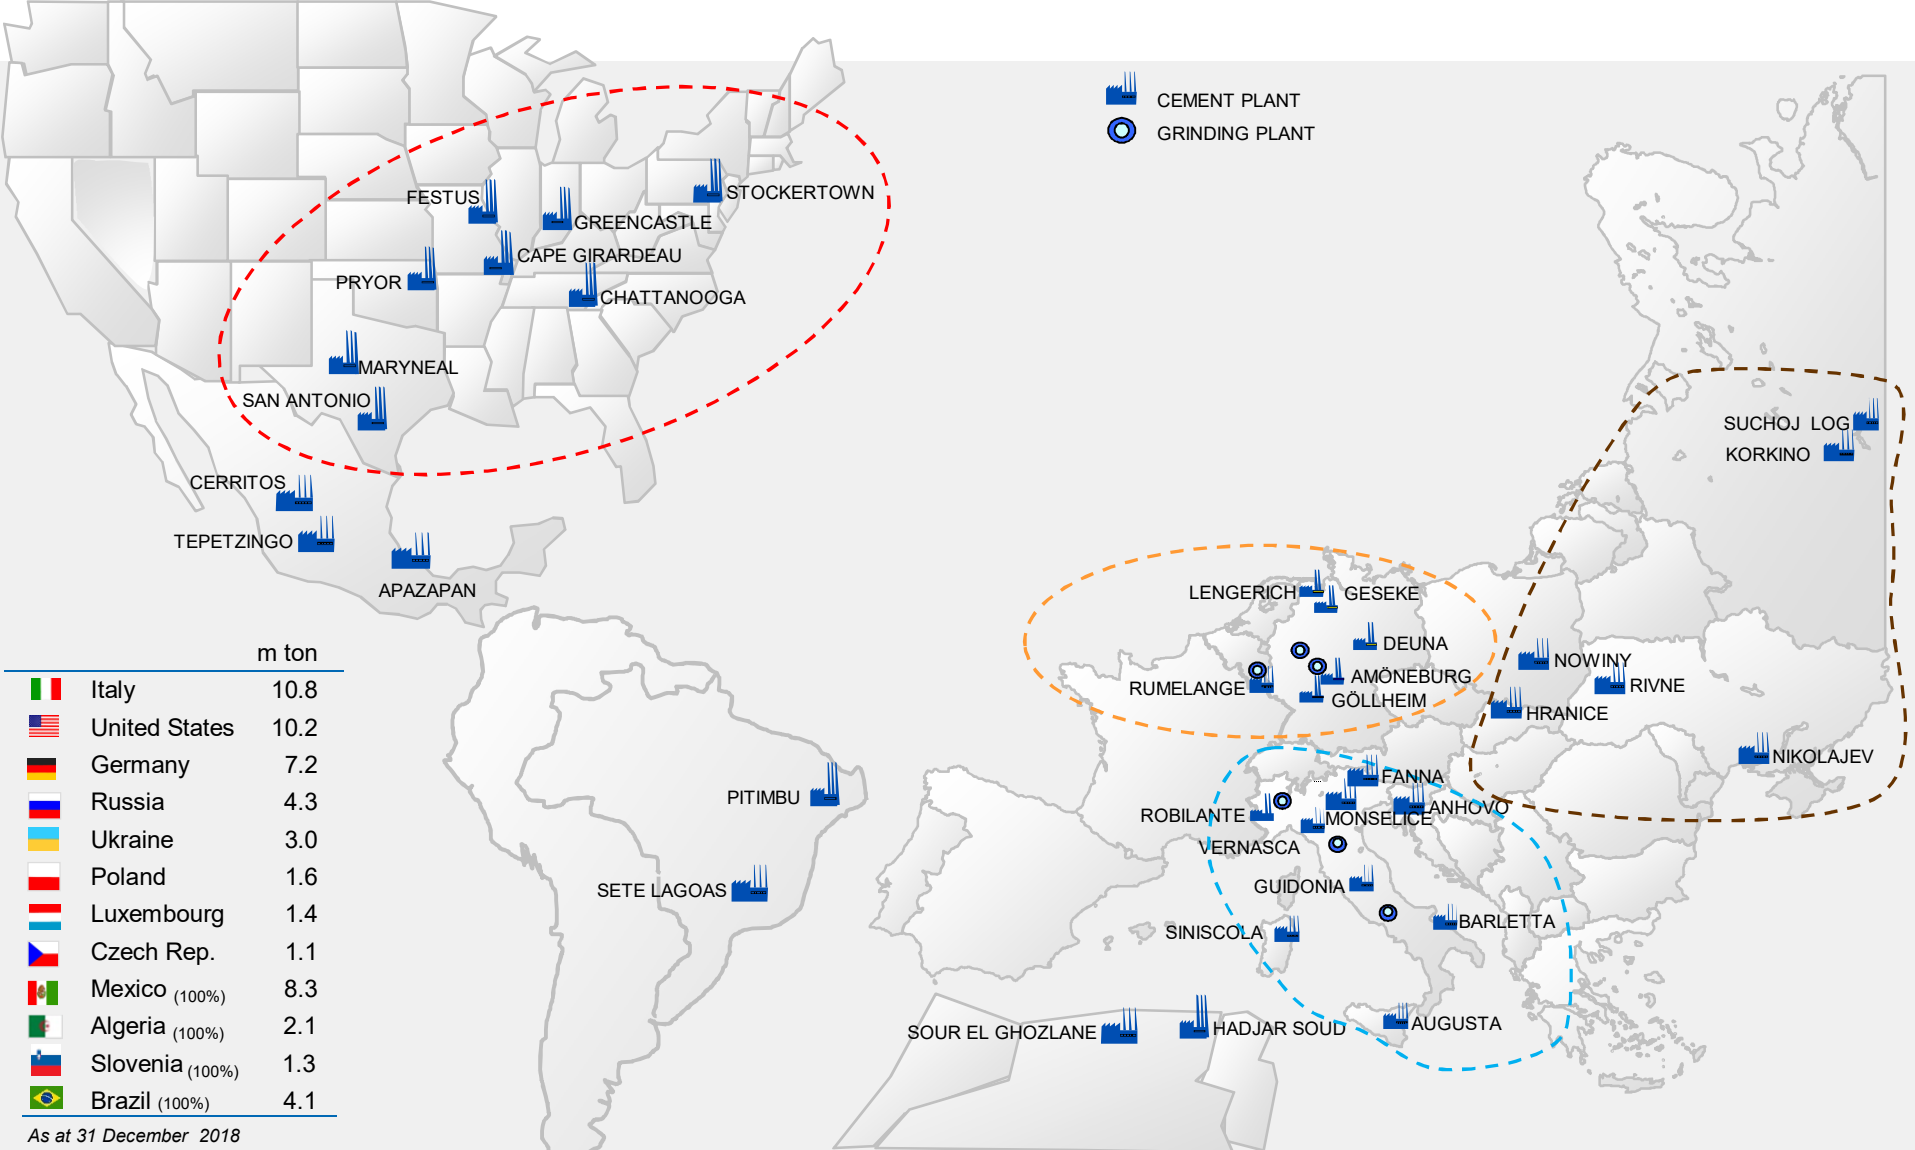 CEMENT PLANT
GRINDING PLANT
FESTUS
STOCKERTOWN
GREENCASTLE
CAPE GIRARDEAU
PRYOR
CHATTANOOGA
MARYNEAL
SAN ANTONIO
CERRITOS
TEPETZINGO
APAZAPAN
SUCHOJ LOG
KORKINO
LENGERICH
GESEKE
DEUNA
AMÖNEBURG
RUMELANGE
GÖLLHEIM
NOWINY
RIVNE
HRANICE
NIKOLAJEV
FANNA
ANHOVO
ROBILANTE
MONSELICE
VERNASCA
GUIDONIA
BARLETTA
SINISCOLA
AUGUSTA
PITIMBU
SETE LAGOAS
SOUR EL GHOZLANE
HADJAR SOUD
m ton
Italy 10.8
United States 10.2
Germany 7.2
Russia 4.3
Ukraine 3.0
Poland 1.6
Luxembourg 1.4
Czech Rep. 1.1
Mexico (100%) 8.3
Algeria (100%) 2.1
Slovenia (100%) 1.3
Brazil (100%) 4.1
As at 31 December 2018